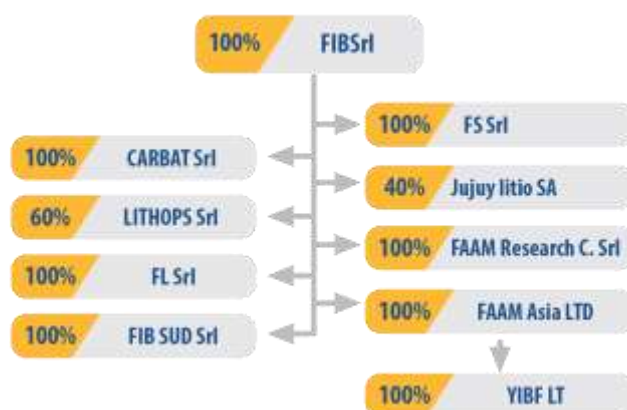 100% FIBSrl
100% FS Srl
100% CARBAT Srl
40% Jujuy litio SA
60% LITHOPS Srl
100% FAAM Research C. Srl
100% FL Srl
100% FAAM Asia LTD
100% FIB SUD Srl
100% YIBF LT